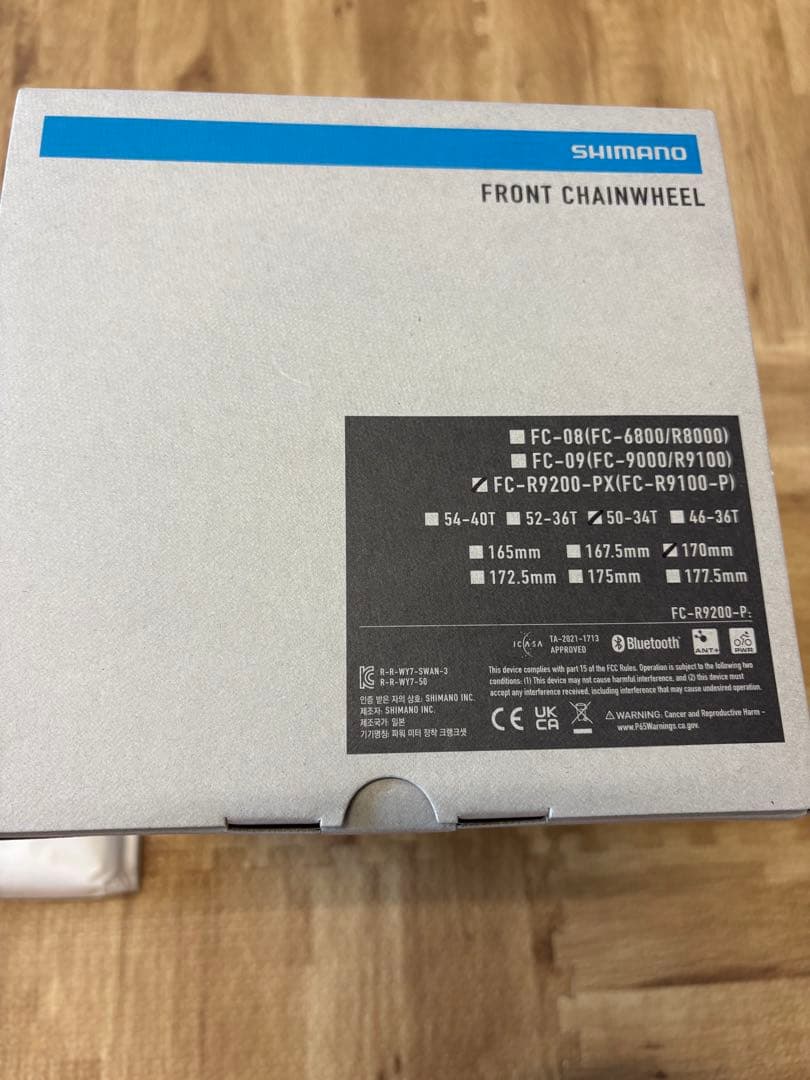 SHIMANO
FRONT CHAINWHEEL
FC-08(FC-6800/R8000)
FC-09(FC-9000/R9100)
FC-R9200-PX(FC-R9100-P)
54-40T 52-36T 50-34T 46-36T
165mm 167.5mm 170mm
172.5mm 175mm 177.5mm
FC-R9200-P:
ICASA TA-2021-1713 APPROVED Bluetooth ANT+ PWR
R-R-WY7-SWAN-3
R-R-WY7-50
인증 받은 자의 상호: SHIMANO INC.
제조자: SHIMANO INC.
제조국가: 일본
기기명칭: 파워 미터 장착 크랭크셋
This device complies with part 15 of the FCC Rules. Operation is subject to the following two
conditions: (1) This device may not cause harmful interference, and (2) this device must
accept any interference received, including interference that may cause undesired operation.
CE UK CA WARNING: Cancer and Reproductive Harm -
www.P65Warnings.ca.gov.